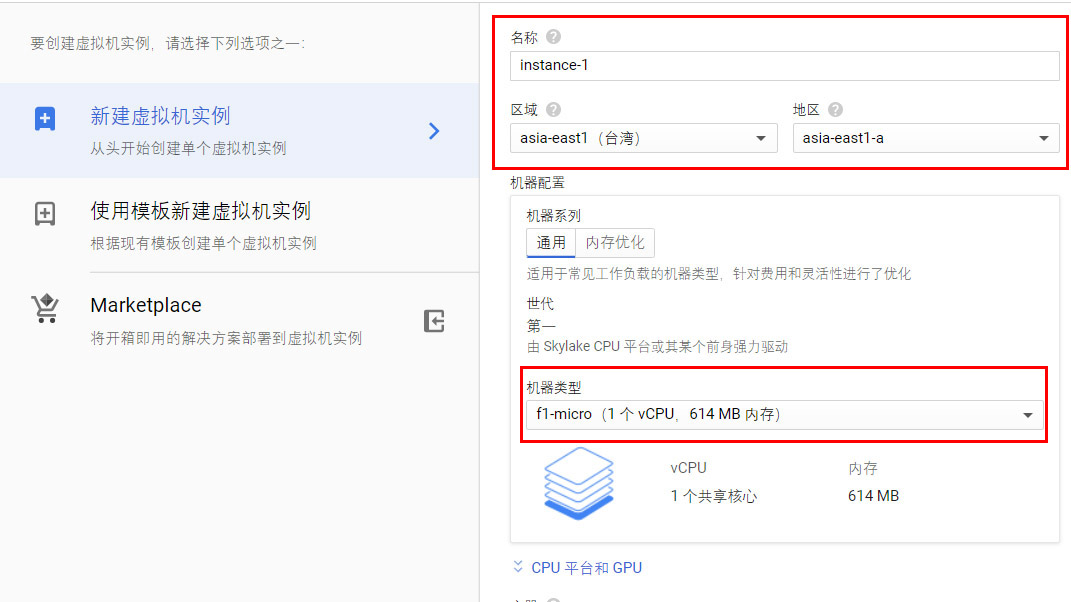 要创建虚拟机实例，请选择下列选项之一：
新建虚拟机实例
从头开始创建单个虚拟机实例
使用模板新建虚拟机实例
根据现有模板创建单个虚拟机实例
Marketplace
将开箱即用的解决方案部署到虚拟机实例
名称
instance-1
区域 地区
asia-east1（台湾） asia-east1-a
机器配置
机器系列
通用 内存优化
适用于常见工作负载的机器类型，针对费用和灵活性进行了优化
世代
第一
由 Skylake CPU 平台或其某个前身强力驱动
机器类型
f1-micro（1 个 vCPU，614 MB 内存）
vCPU 内存
1 个共享核心 614 MB
CPU 平台和 GPU